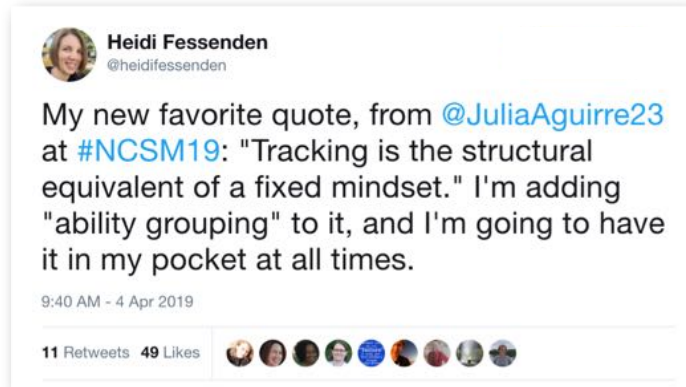 Heidi Fessenden
@heidifessenden
My new favorite quote, from @JuliaAguirre23
at #NCSM19: "Tracking is the structural
equivalent of a fixed mindset." I'm adding
"ability grouping" to it, and I'm going to have
it in my pocket at all times.
9:40 AM - 4 Apr 2019
11 Retweets 49 Likes